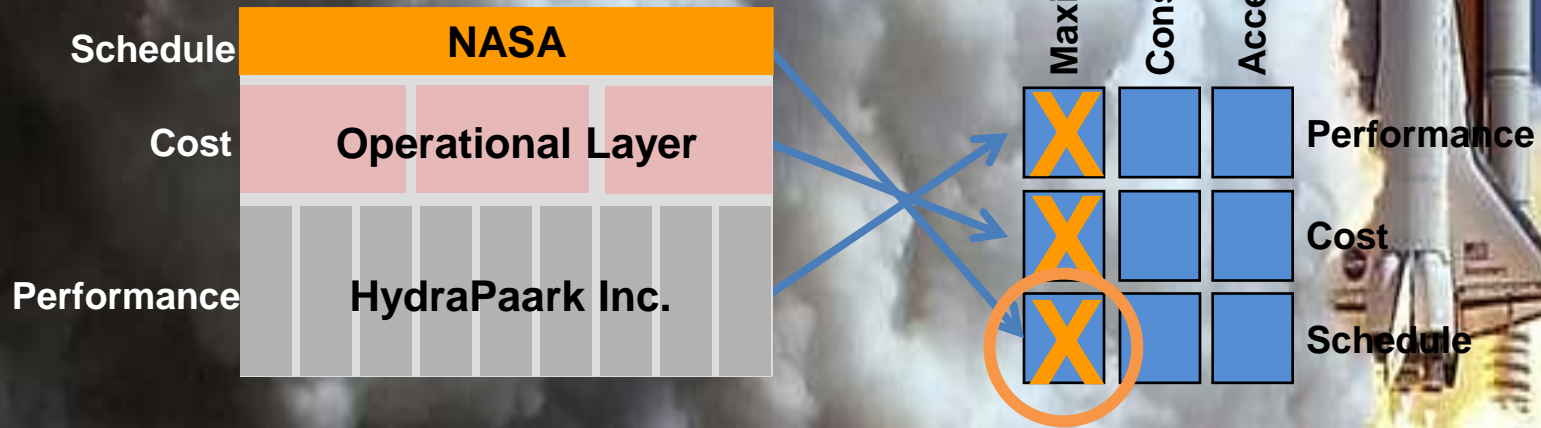 Schedule
NASA
Cost
Operational Layer
Performance
HydraPaark Inc.
X
Performance
X
Cost
X
Schedule